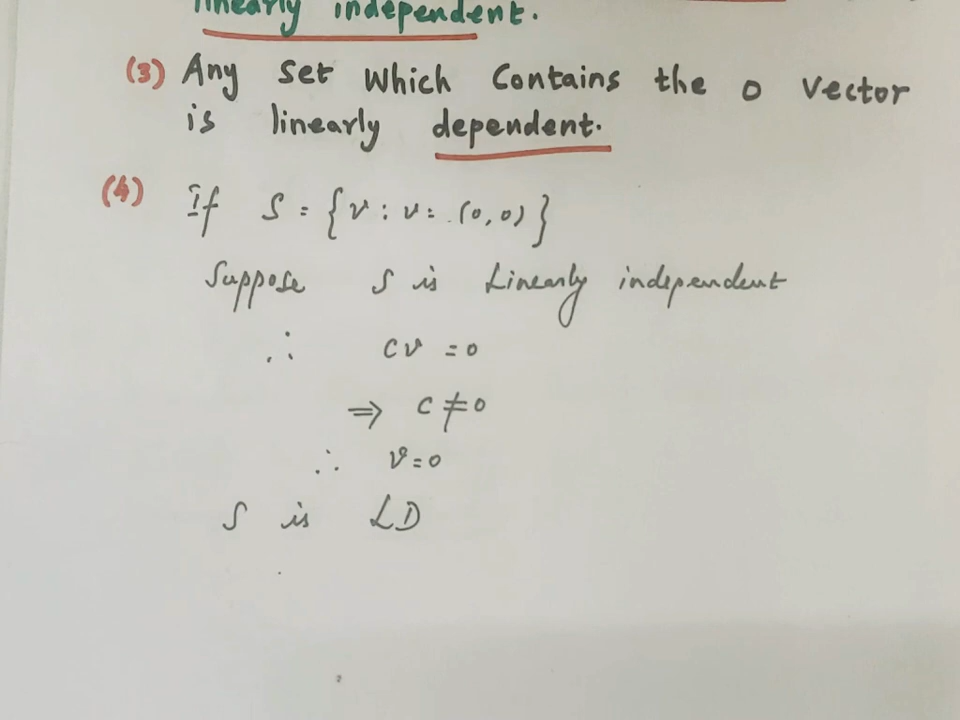 linearly independent.
(3) Any set which contains the 0 vector
is linearly dependent.
(4) If S = {v : v = (0,0)}
Suppose S is Linearly independent
∴ cv = 0
⇒ c ≠ 0
∴ v = 0
S is LD